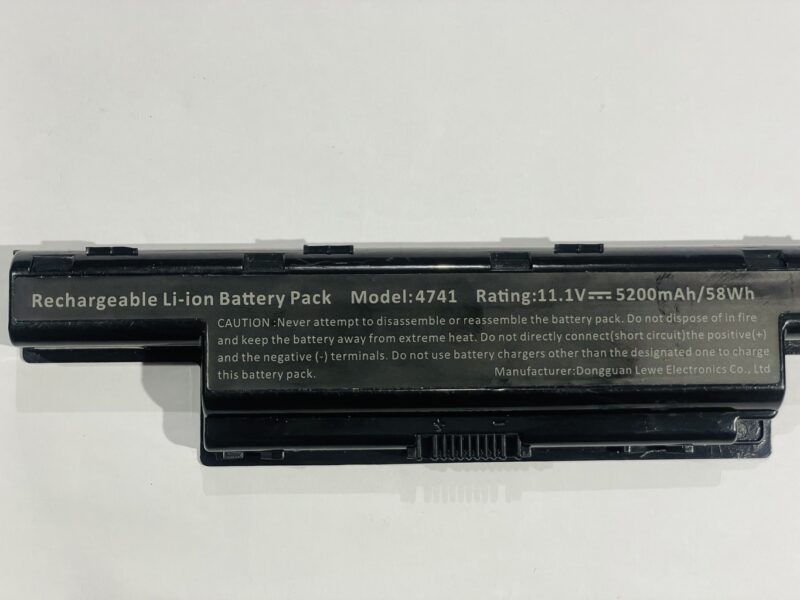 Rechargeable Li-ion Battery Pack Model:4741 Rating:11.1V⎓5200mAh/58Wh
CAUTION :Never attempt to disassemble or reassemble the battery pack. Do not dispose of in fire
and keep the battery away from extreme heat. Do not directly connect(short circuit)the positive(+)
and the negative (-) terminals. Do not use battery chargers other than the designated one to charge
this battery pack. Manufacturer:Dongguan Lewe Electronics Co., Ltd